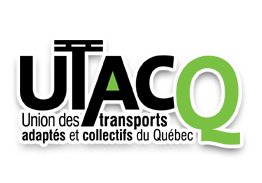 UTACQ
Union des transports
adaptés et collectifs du Québec